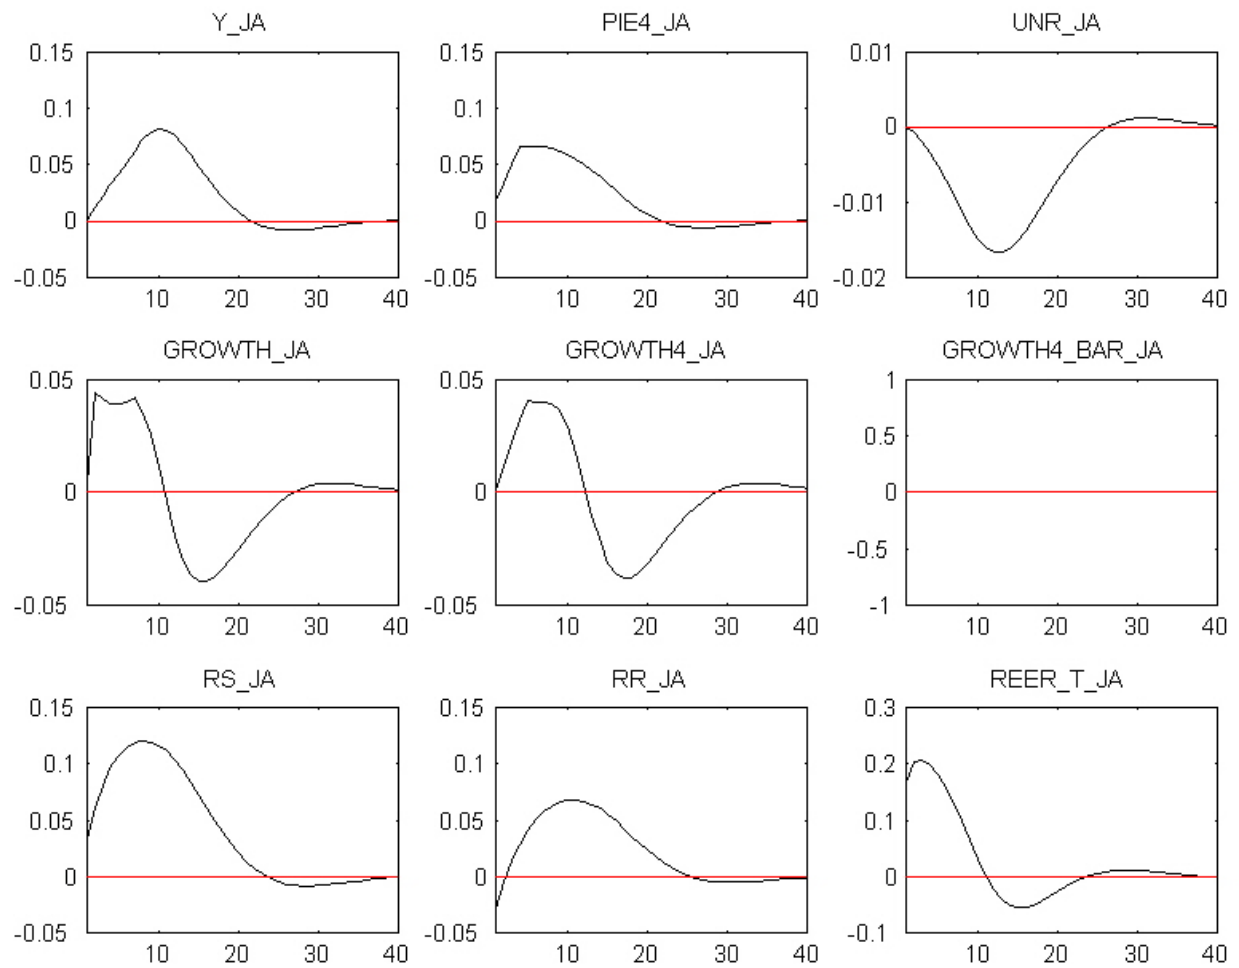 Y_JA PIE4_JA UNR_JA
0.15 0.15 0.01
0.1 0.1 0
0.05 0.05 -0.01
0 0 -0.02
-0.05 -0.05
10 20 30 40 10 20 30 40 10 20 30 40
GROWTH_JA GROWTH4_JA GROWTH4_BAR_JA
0.05 0.05 1
0.5
0 0 0
-0.5
-0.05 -0.05 -1
10 20 30 40 10 20 30 40 10 20 30 40
RS_JA RR_JA REER_T_JA
0.15 0.15 0.3
0.1 0.1 0.2
0.05 0.05 0.1
0 0 0
-0.05 -0.05 -0.1
10 20 30 40 10 20 30 40 10 20 30 40